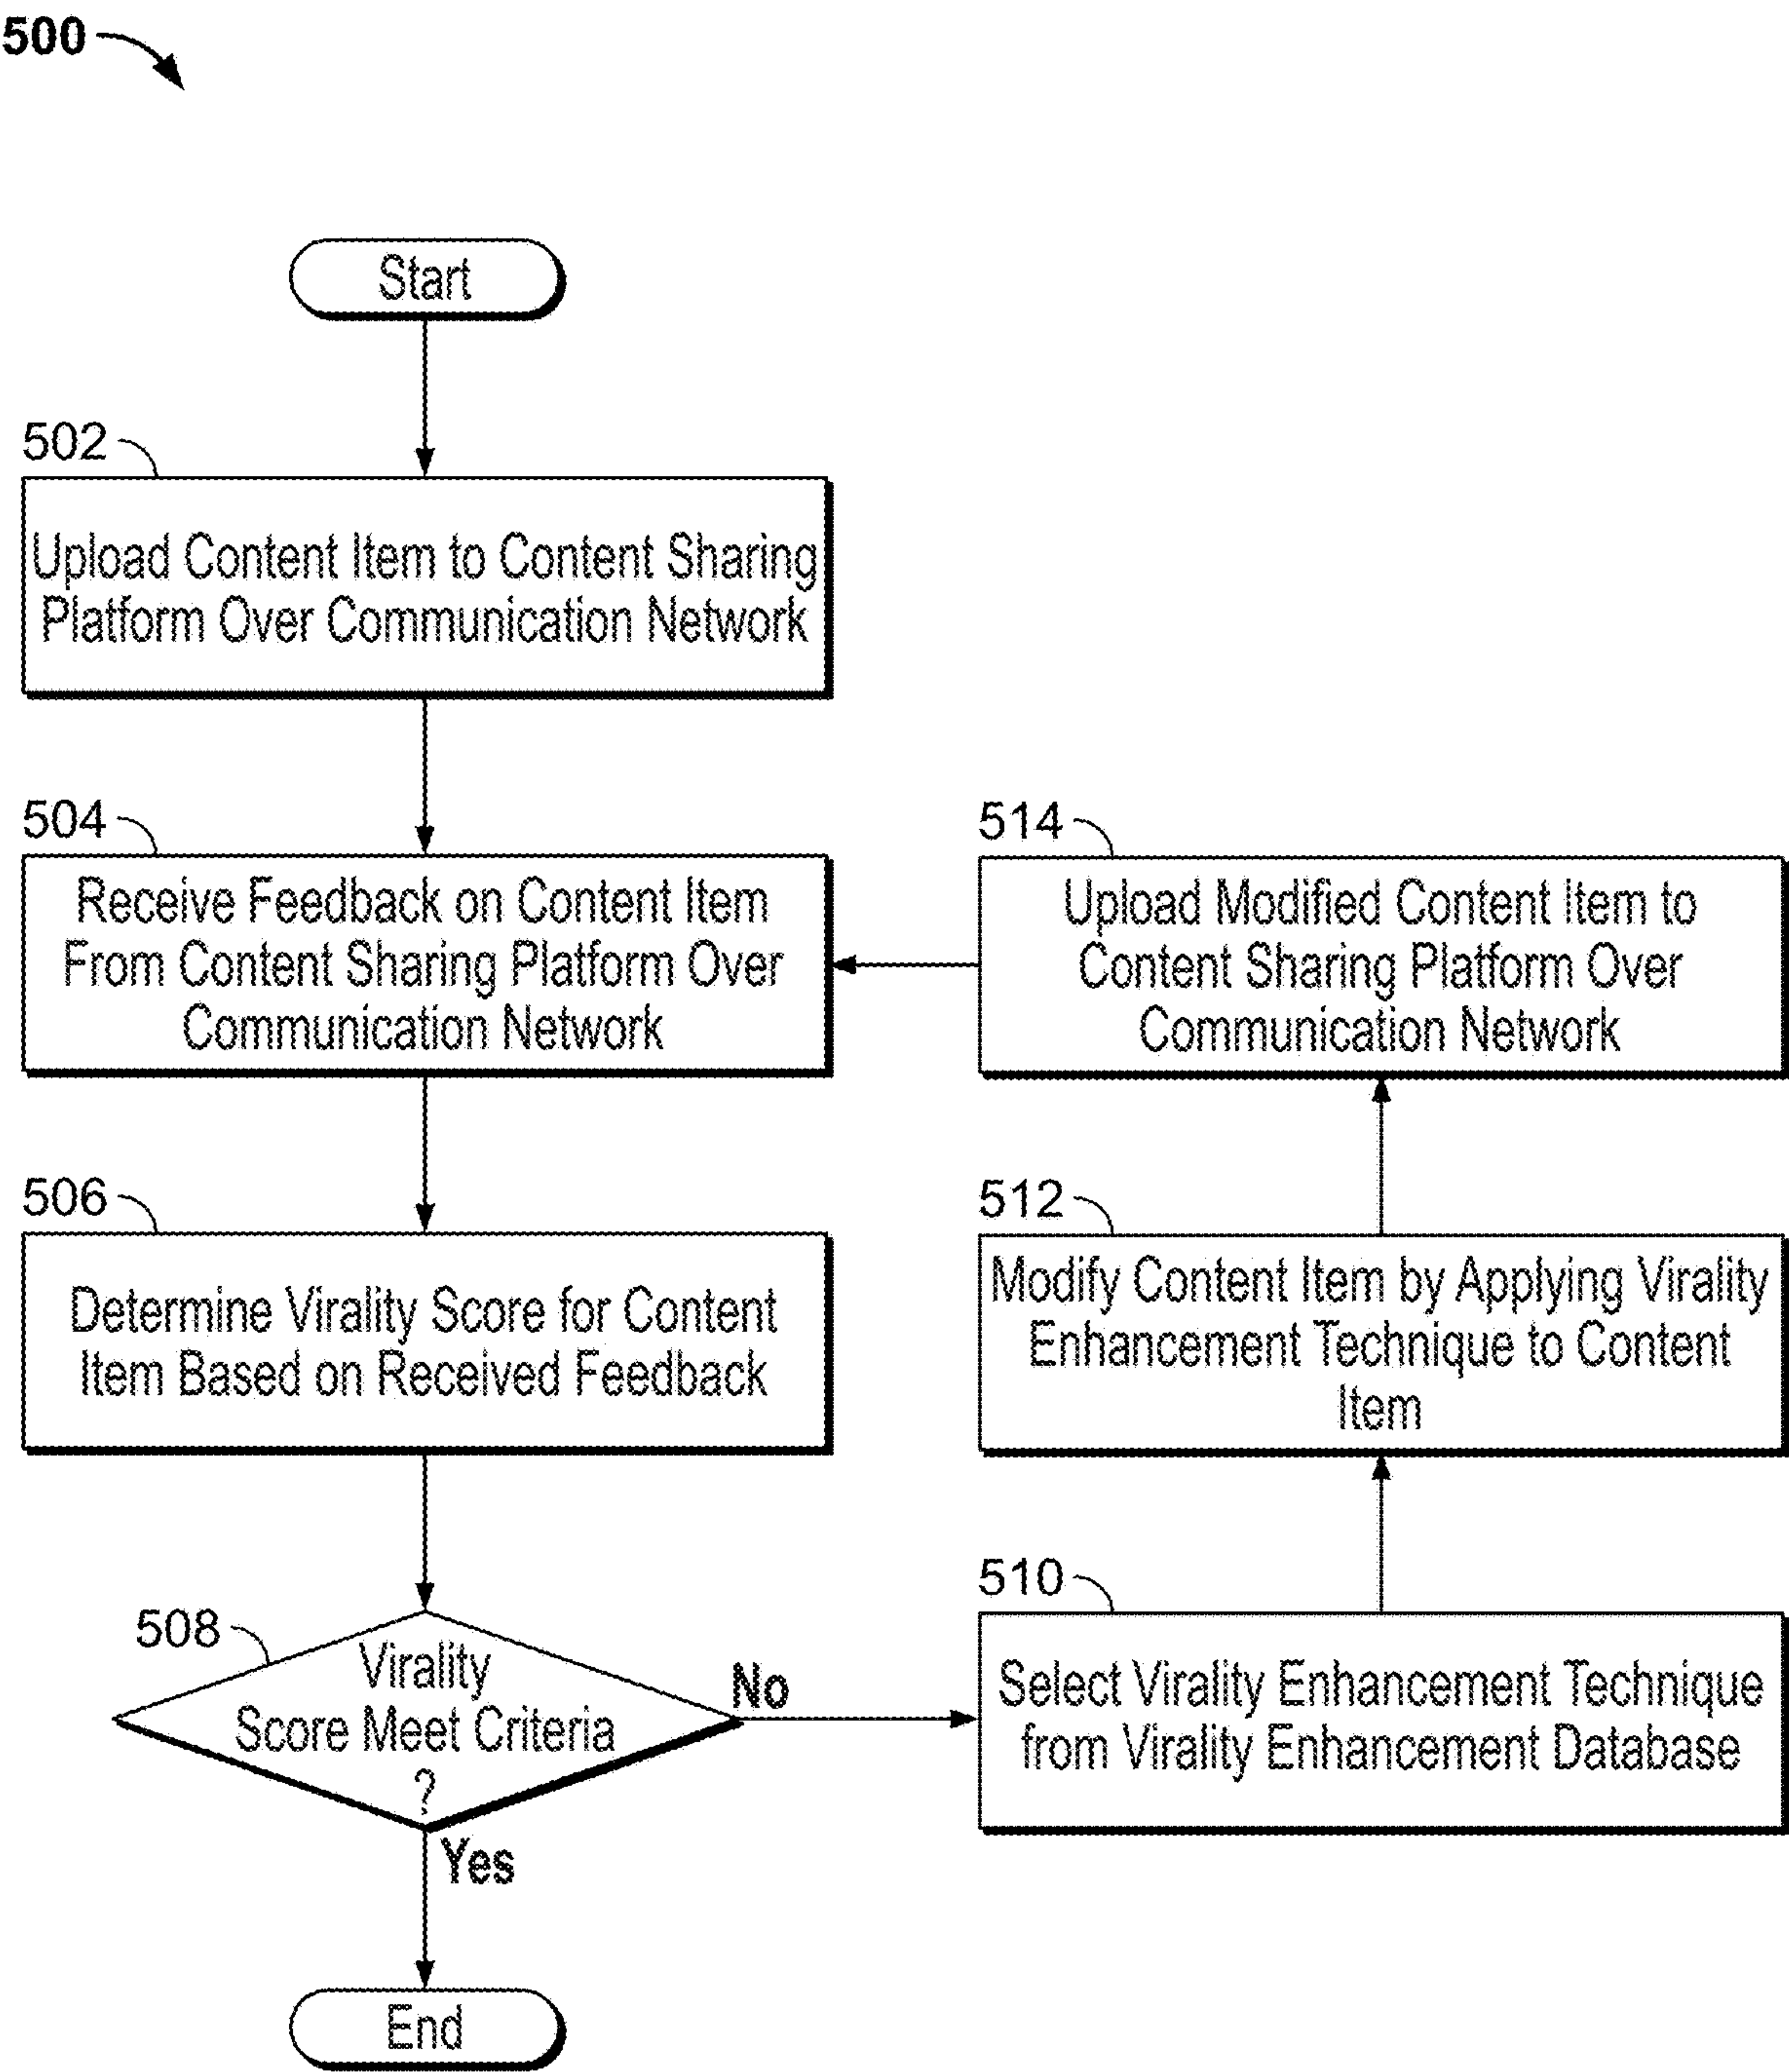 500
Start
502
Upload Content Item to Content Sharing
Platform Over Communication Network
504
Receive Feedback on Content Item
From Content Sharing Platform Over
Communication Network
506
Determine Virality Score for Content
Item Based on Received Feedback
508
Virality
Score Meet Criteria
?
No
Yes
End
510
Select Virality Enhancement Technique
from Virality Enhancement Database
512
Modify Content Item by Applying Virality
Enhancement Technique to Content
Item
514
Upload Modified Content Item to
Content Sharing Platform Over
Communication Network